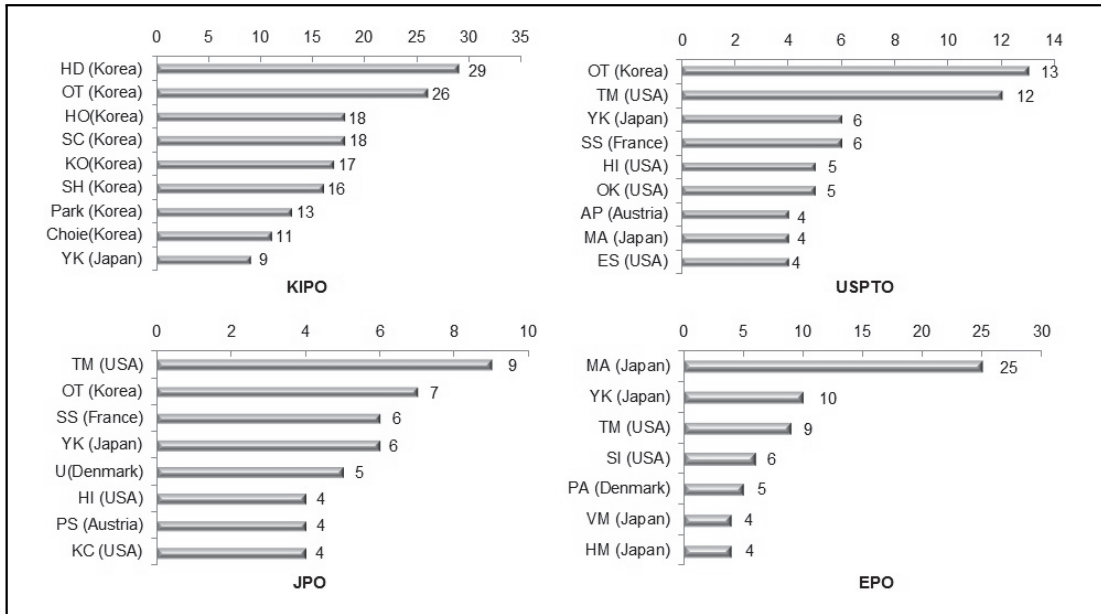 0 5 10 15 20 25 30 35
HD (Korea) 29
OT (Korea) 26
HO(Korea) 18
SC (Korea) 18
KO(Korea) 17
SH (Korea) 16
Park (Korea) 13
Choie(Korea) 11
YK (Japan) 9
KIPO
0 2 4 6 8 10 12 14
OT (Korea) 13
TM (USA) 12
YK (Japan) 6
SS (France) 6
HI (USA) 5
OK (USA) 5
AP (Austria) 4
MA (Japan) 4
ES (USA) 4
USPTO
0 2 4 6 8 10
TM (USA) 9
OT (Korea) 7
SS (France) 6
YK (Japan) 6
U(Denmark) 5
HI (USA) 4
PS (Austria) 4
KC (USA) 4
JPO
0 5 10 15 20 25 30
MA (Japan) 25
YK (Japan) 10
TM (USA) 9
SI (USA) 6
PA (Denmark) 5
VM (Japan) 4
HM (Japan) 4
EPO